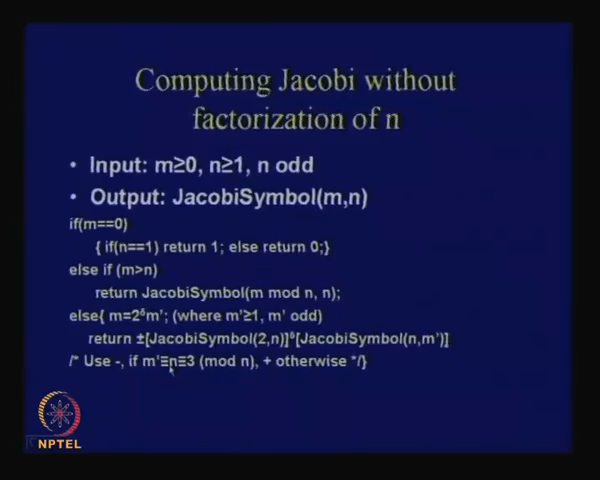 Computing Jacobi without
factorization of n
• Input: m≥0, n≥1, n odd
• Output: JacobiSymbol(m,n)
if(m==0)
{ if(n==1) return 1; else return 0;}
else if (m>n)
return JacobiSymbol(m mod n, n);
else{ m=2^δm'; (where m'≥1, m' odd)
return ±[JacobiSymbol(2,n)]^δ[JacobiSymbol(n,m')]
/* Use -, if m'≡n≡3 (mod n), + otherwise */}
NPTEL